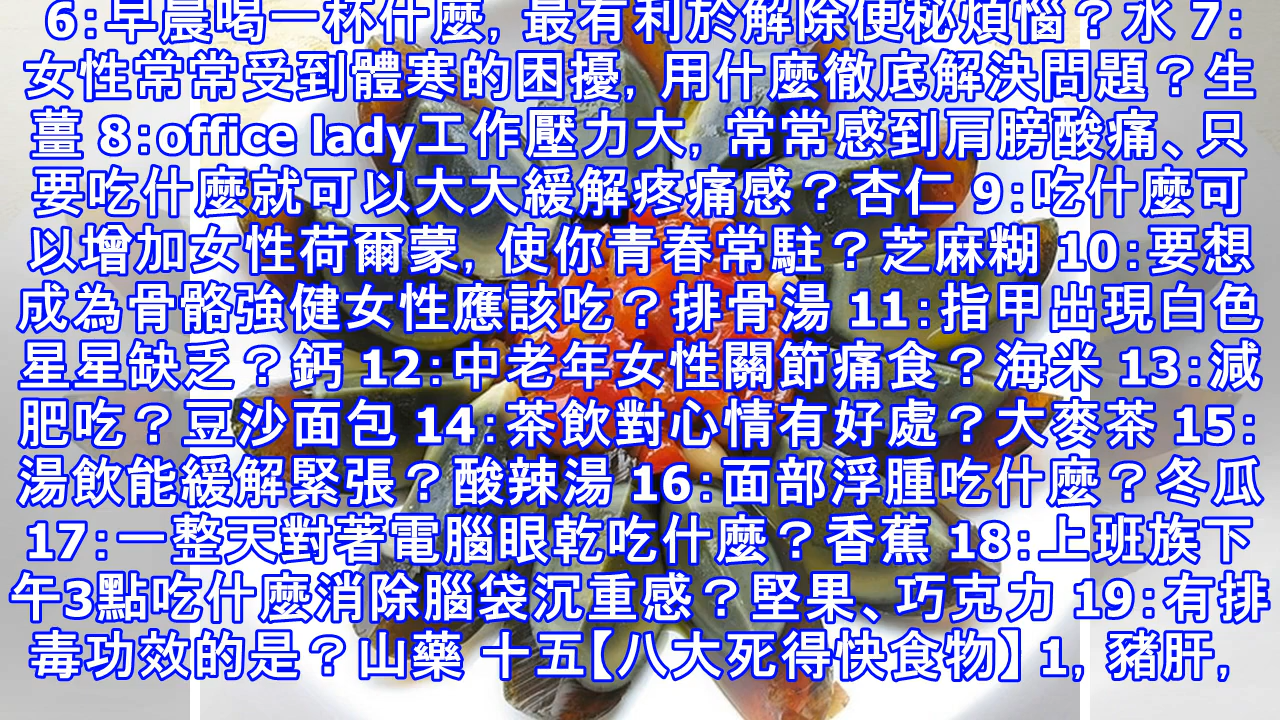 6:早晨喝一杯什麼, 最有利於解除便秘煩惱？水 7:
女性常常受到體寒的困擾, 用什麼徹底解決問題？生
薑 8:office lady工作壓力大, 常常感到肩膀酸痛、只
要吃什麼就可以大大緩解疼痛感？杏仁 9:吃什麼可
以增加女性荷爾蒙, 使你青春常駐？芝麻糊 10:要想
成為骨骼強健女性應該吃？排骨湯 11:指甲出現白色
星星缺乏？鈣 12:中老年女性關節痛食？海米 13:減
肥吃？豆沙面包 14:茶飲對心情有好處？大麥茶 15:
湯飲能緩解緊張？酸辣湯 16:面部浮腫吃什麼？冬瓜
17:一整天對著電腦眼乾吃什麼？香蕉 18:上班族下
午3點吃什麼消除腦袋沉重感？堅果、巧克力 19:有排
毒功效的是？山藥 十五【八大死得快食物】 1, 豬肝,